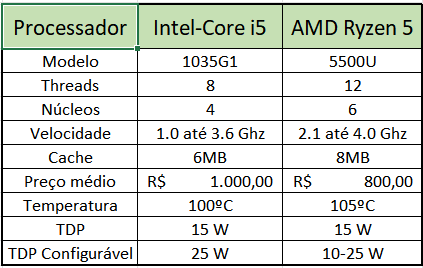 Processador Intel-Core i5 AMD Ryzen 5
Modelo 1035G1 5500U
Threads 8 12
Núcleos 4 6
Velocidade 1.0 até 3.6 Ghz 2.1 até 4.0 Ghz
Cache 6MB 8MB
Preço médio R$ 1.000,00 R$ 800,00
Temperatura 100ºC 105ºC
TDP 15 W 15 W
TDP Configurável 25 W 10-25 W